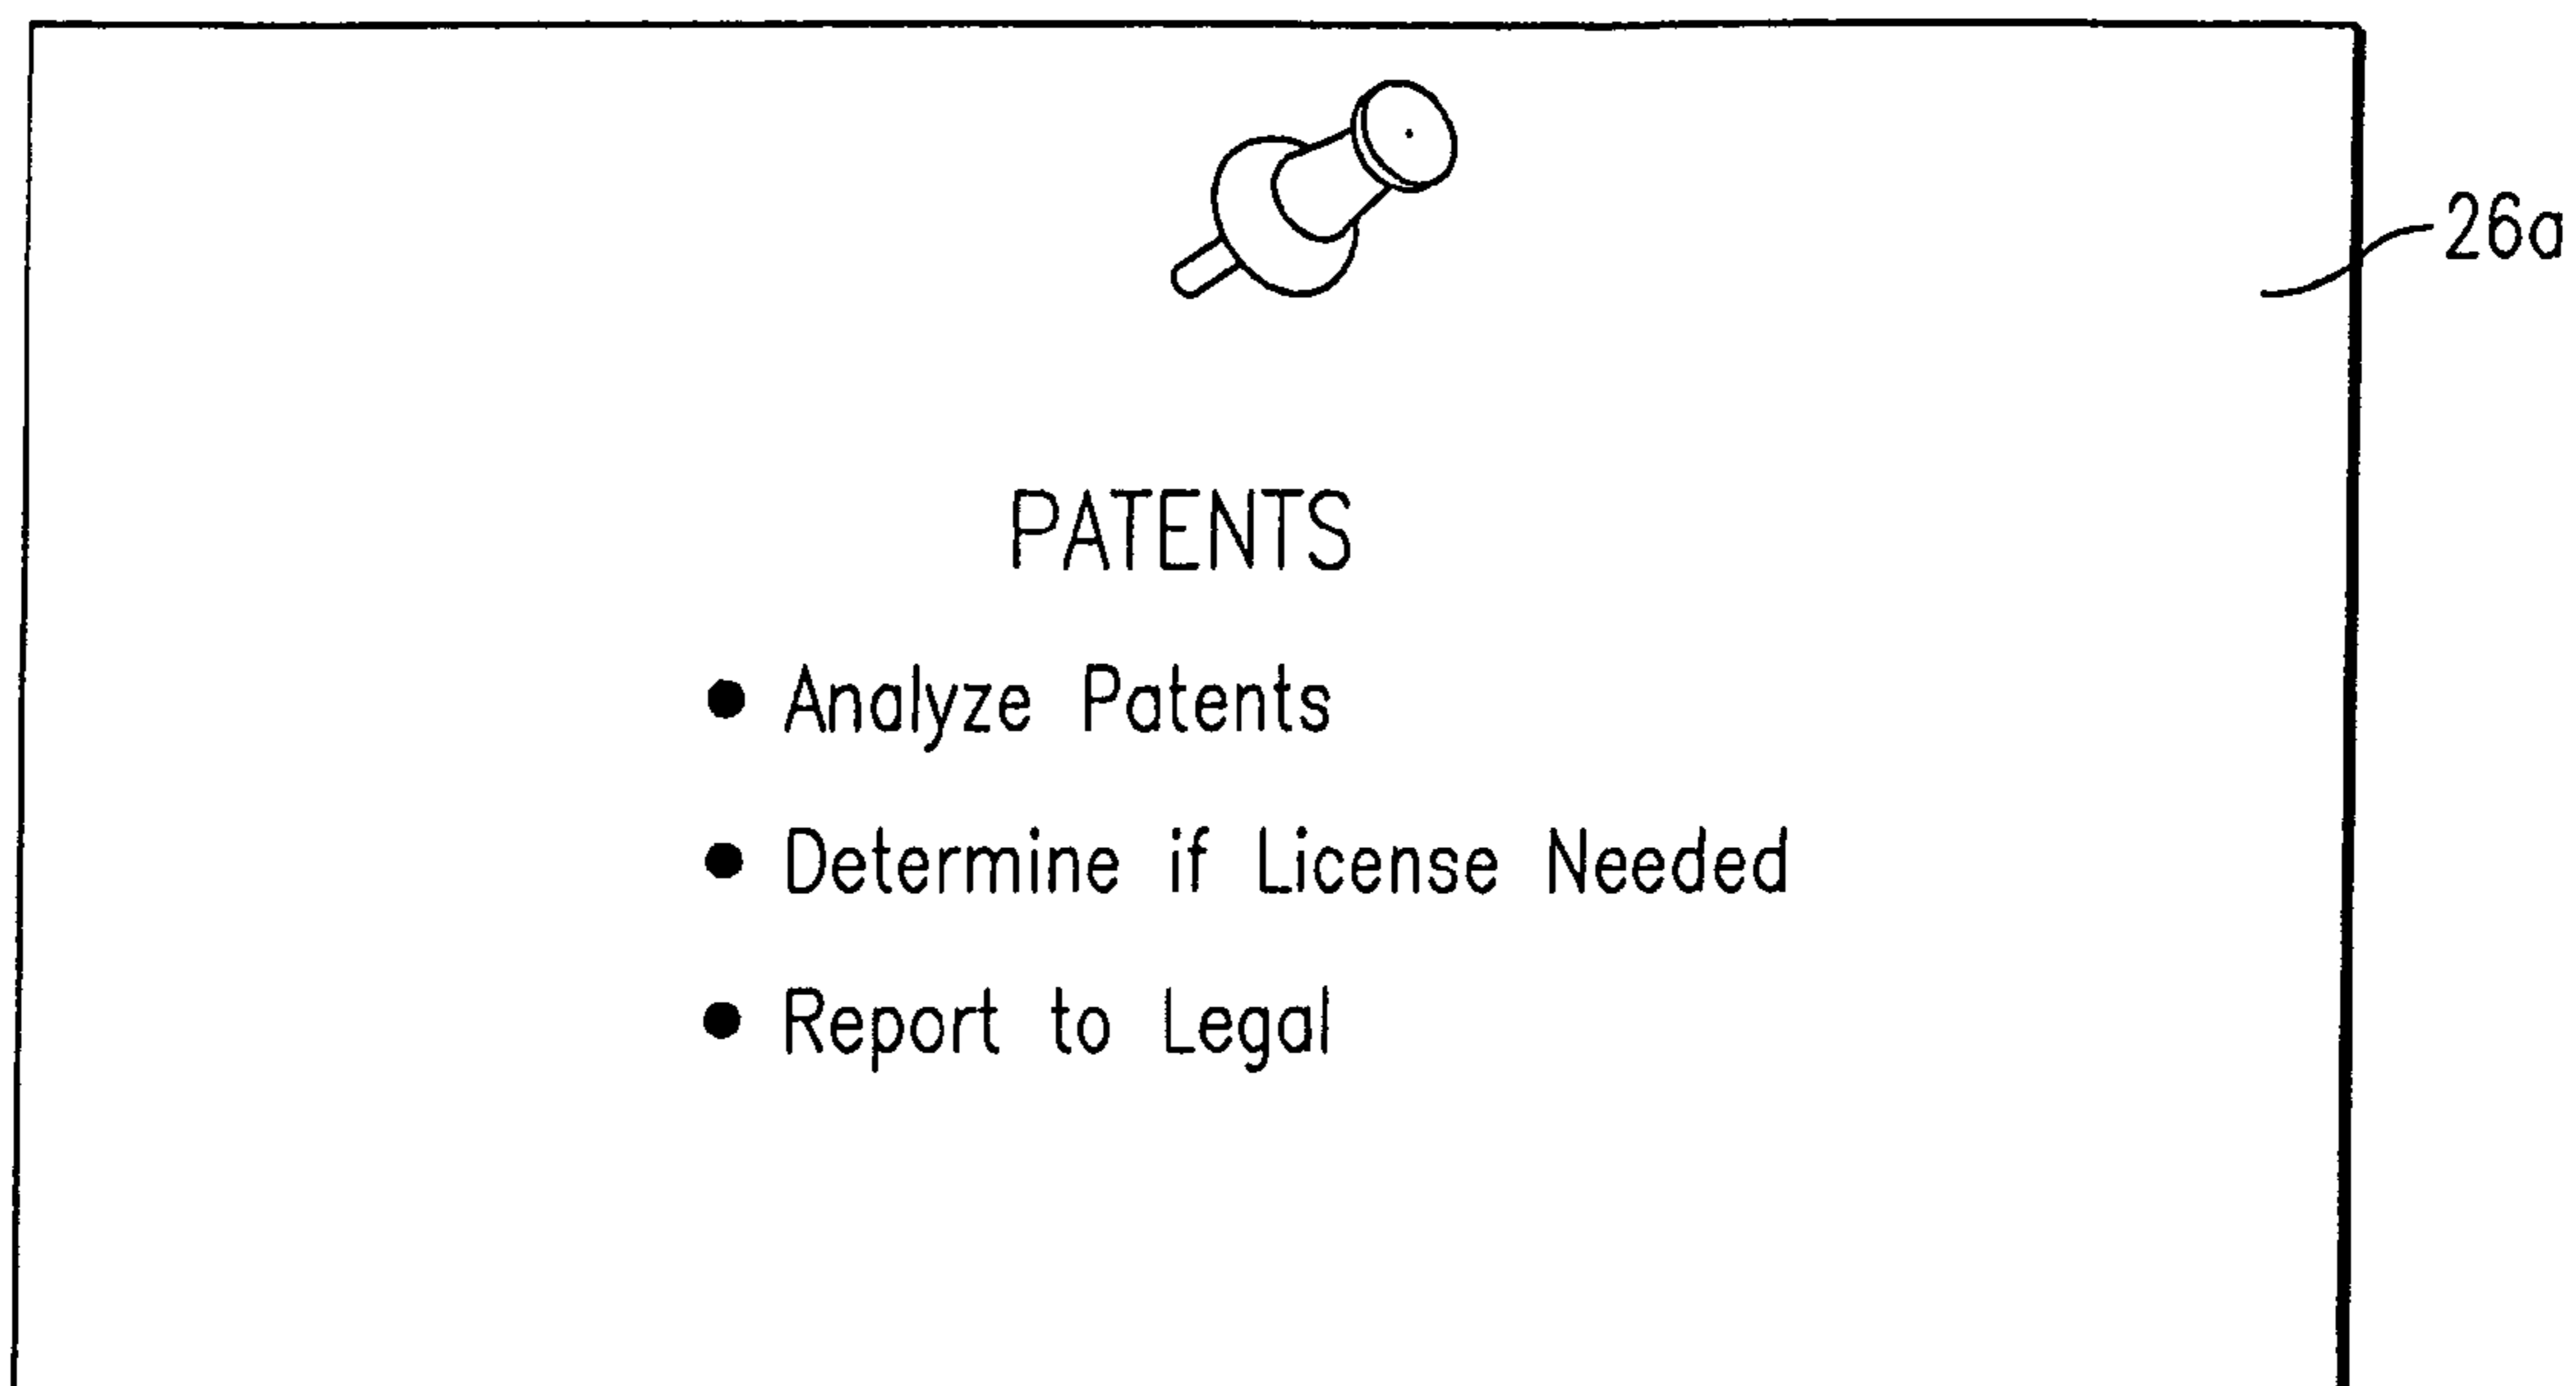 26a
PATENTS
● Analyze Patents
● Determine if License Needed
● Report to Legal